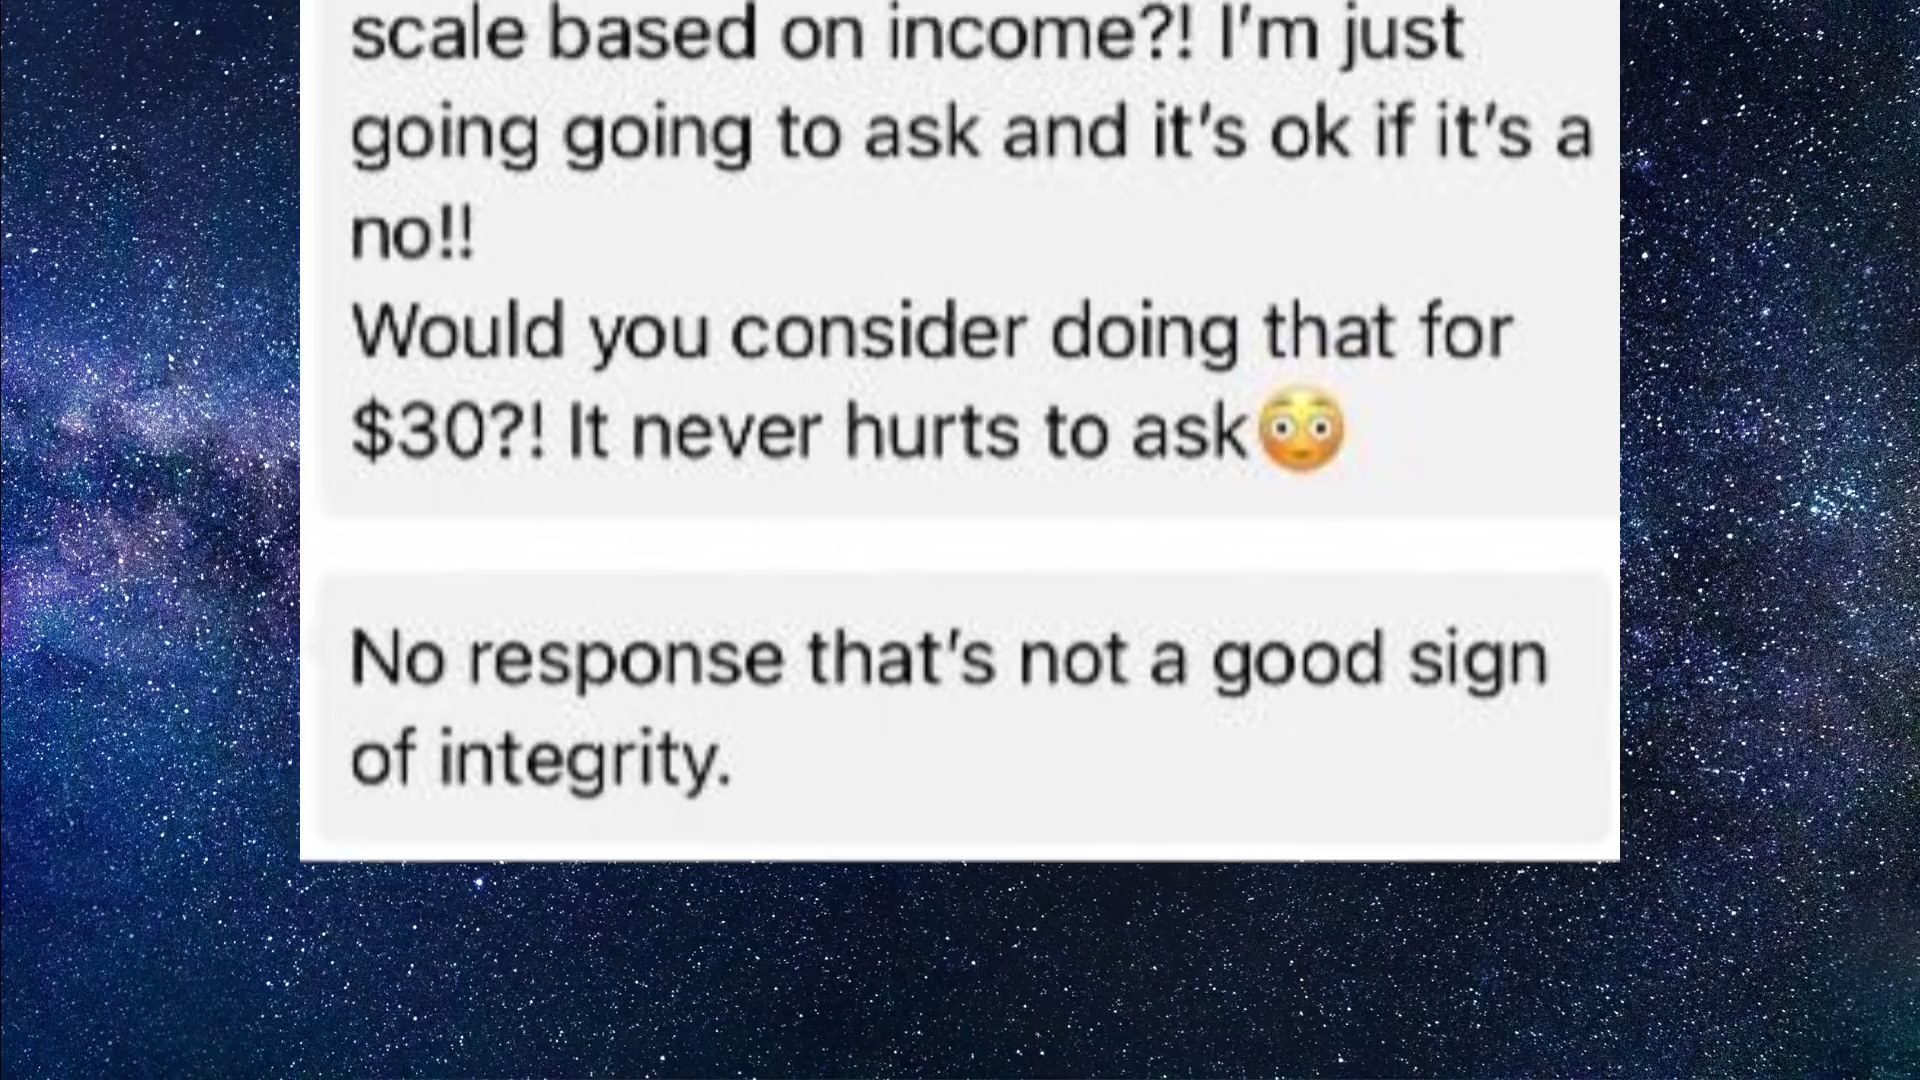 scale based on income?! I'm just
going going to ask and it's ok if it's a
no!!
Would you consider doing that for
$30?! It never hurts to ask😳
No response that's not a good sign
of integrity.